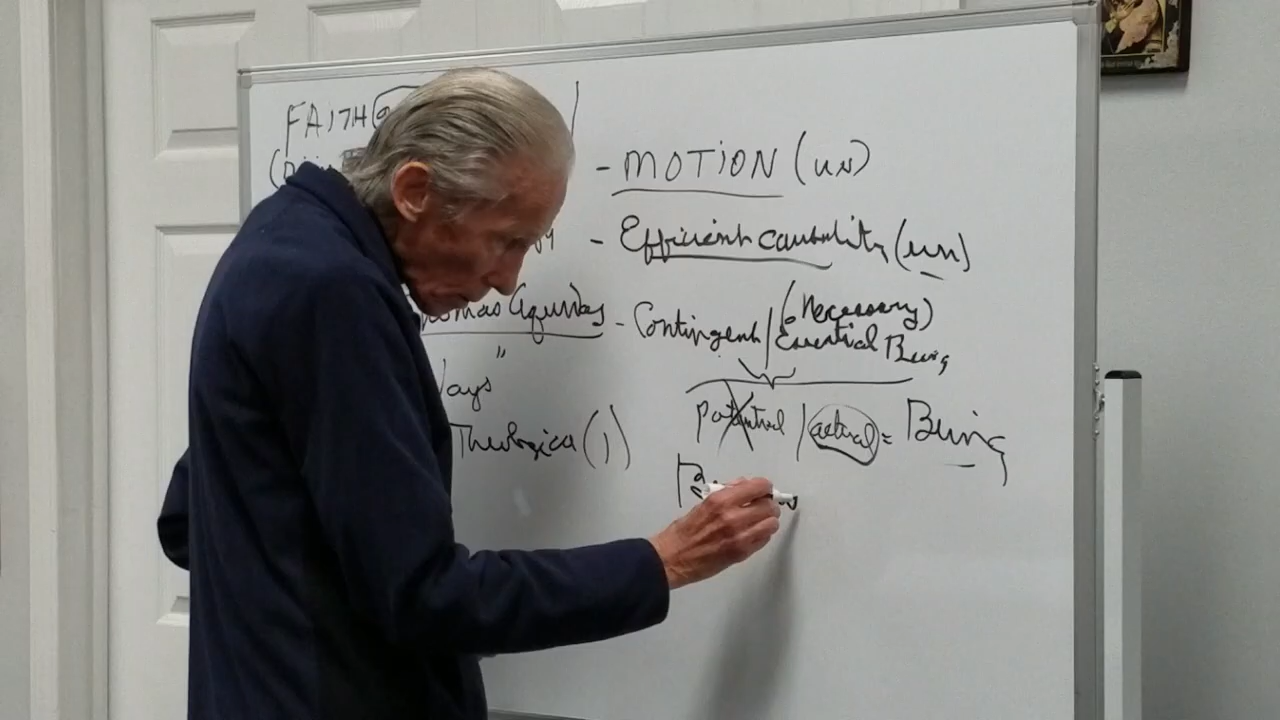 FAITH
- MOTION (un)
- Efficient causality (un)
Thomas Aquinas - Contingent / (Necessary)
Essential Being
"
Ways
potential / actual = Being
Theologica (1)